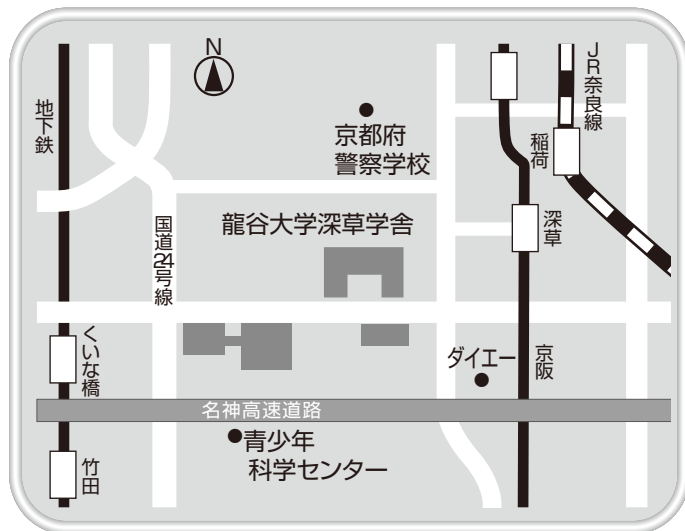 N
JR奈良線
地下鉄
京都府
警察学校
稲荷
龍谷大学深草学舎
深草
国道24号線
くいな橋
ダイエー
京阪
名神高速道路
青少年
科学センター
竹田